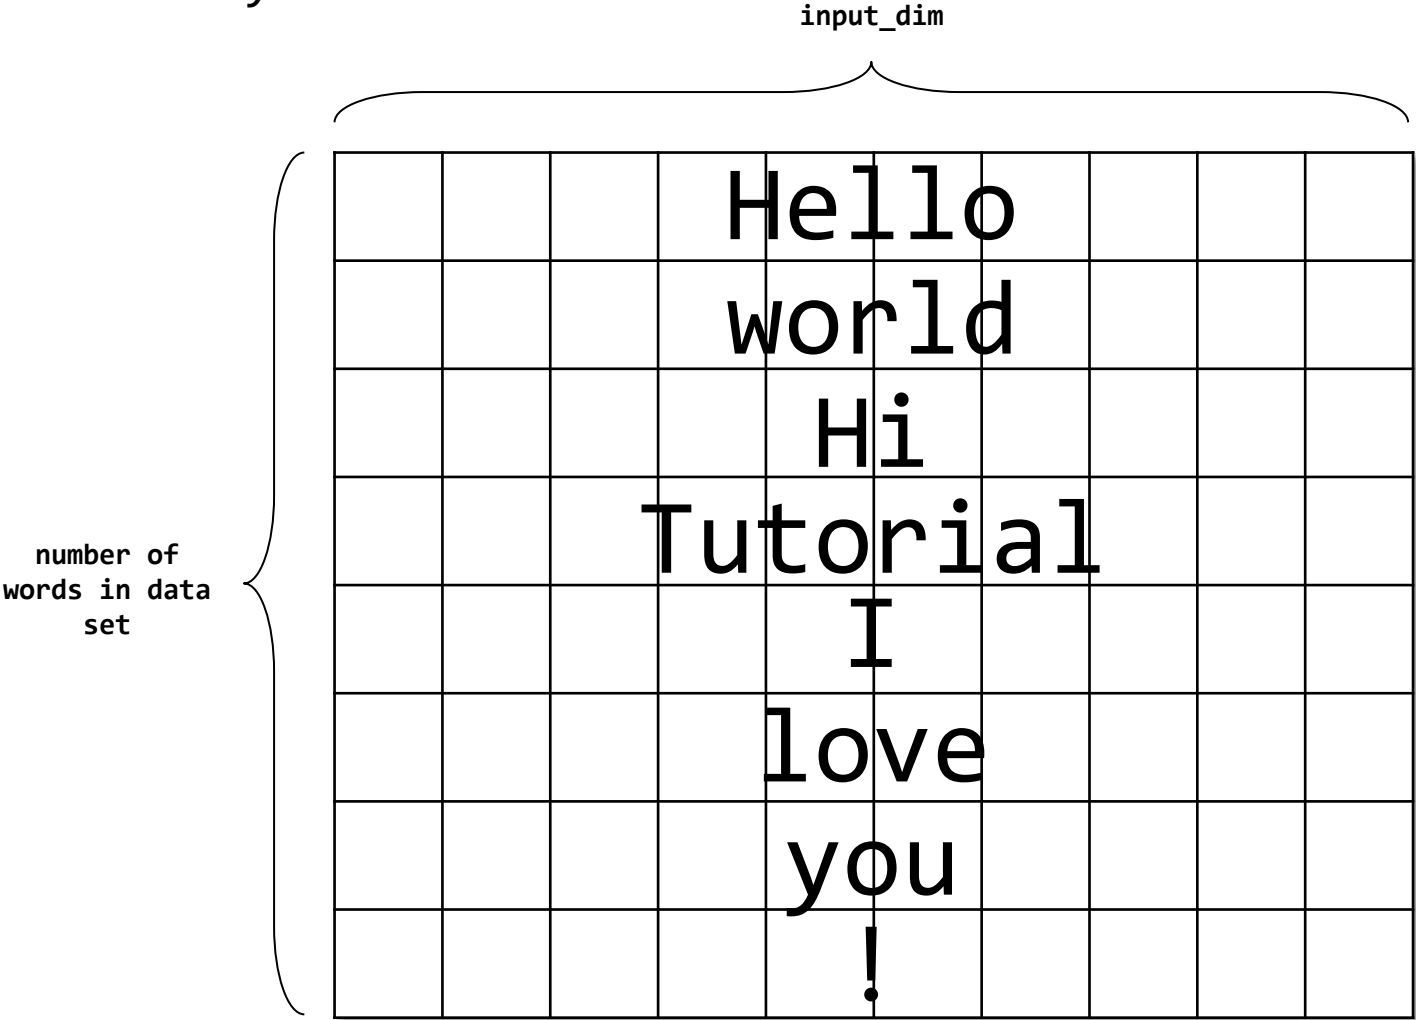 input_dim
Hello
world
Hi
Tutorial
number of
words in data
set
I
love
you
!